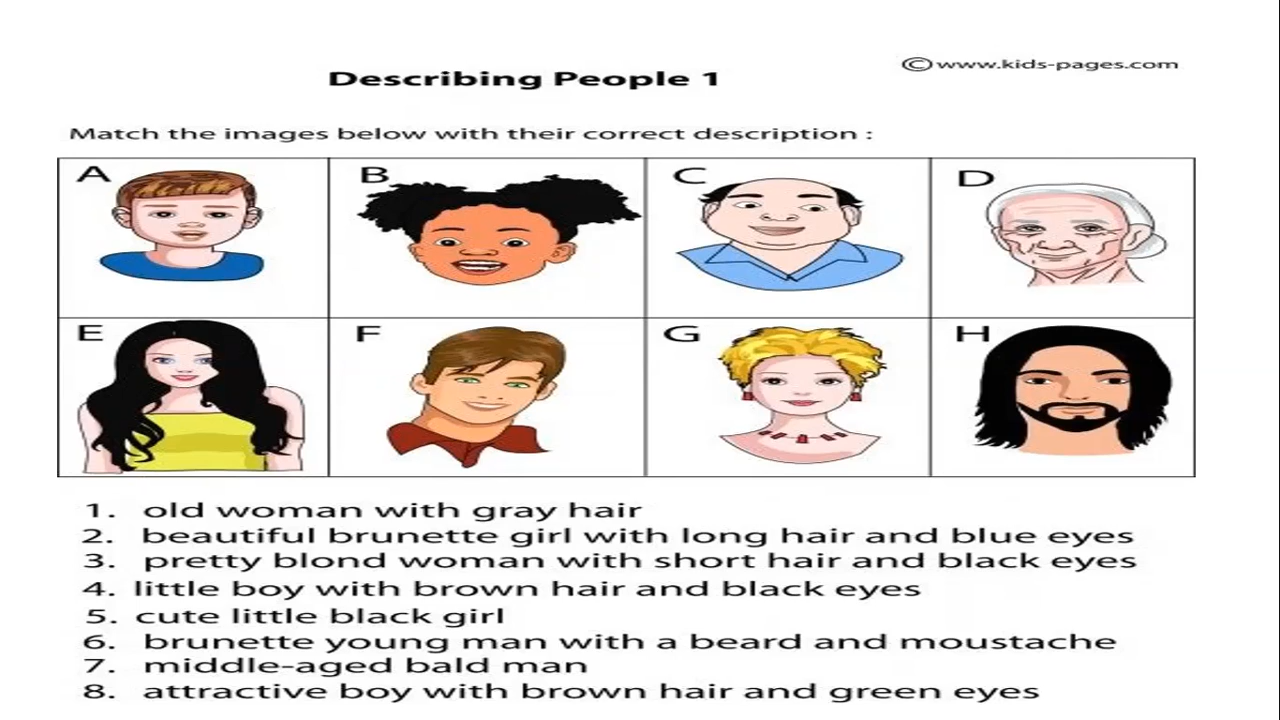 ©www.kids-pages.com
Describing People 1
Match the images below with their correct description :
A B C D
E F G H
1. old woman with gray hair
2. beautiful brunette girl with long hair and blue eyes
3. pretty blond woman with short hair and black eyes
4. little boy with brown hair and black eyes
5. cute little black girl
6. brunette young man with a beard and moustache
7. middle-aged bald man
8. attractive boy with brown hair and green eyes